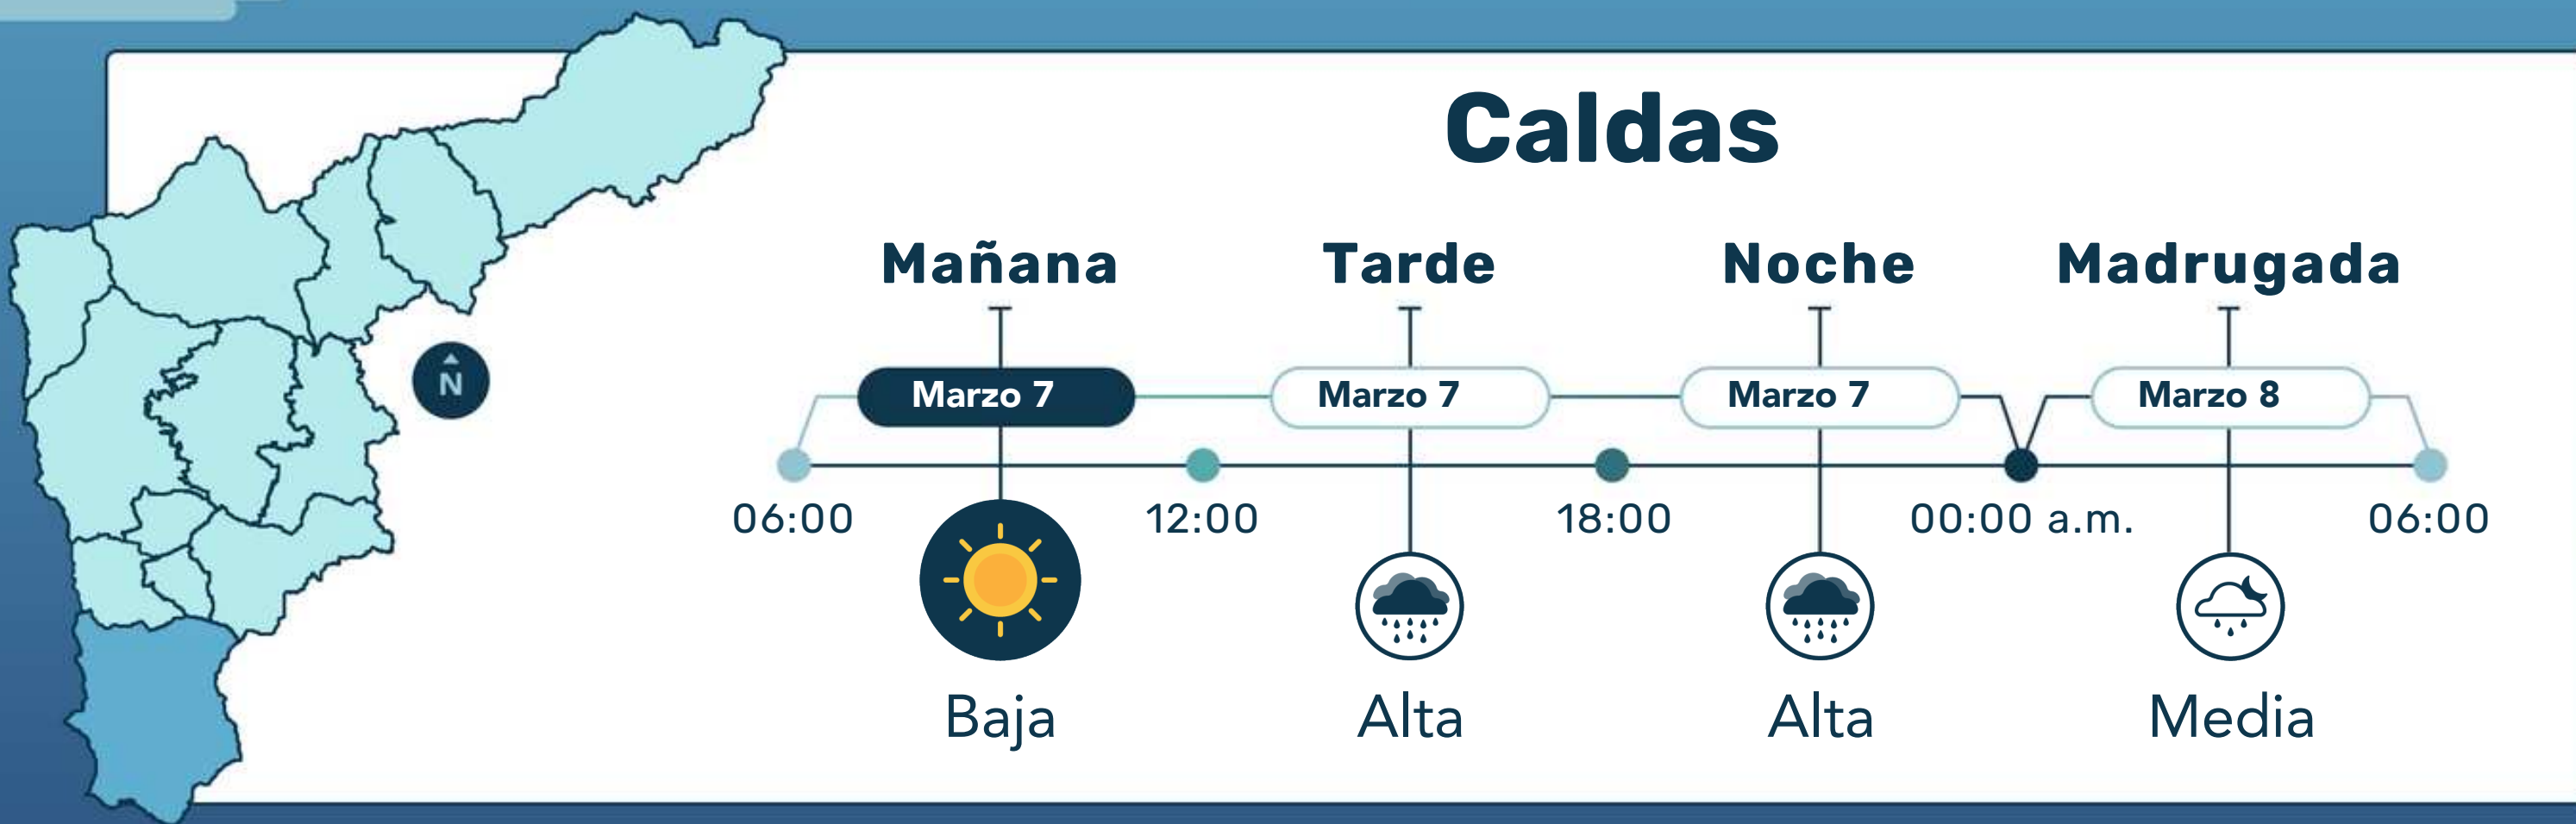 Caldas
Mañana Tarde Noche Madrugada
N
Marzo 7 Marzo 7 Marzo 7 Marzo 8
06:00 12:00 18:00 00:00 a.m. 06:00
Baja Alta Alta Media